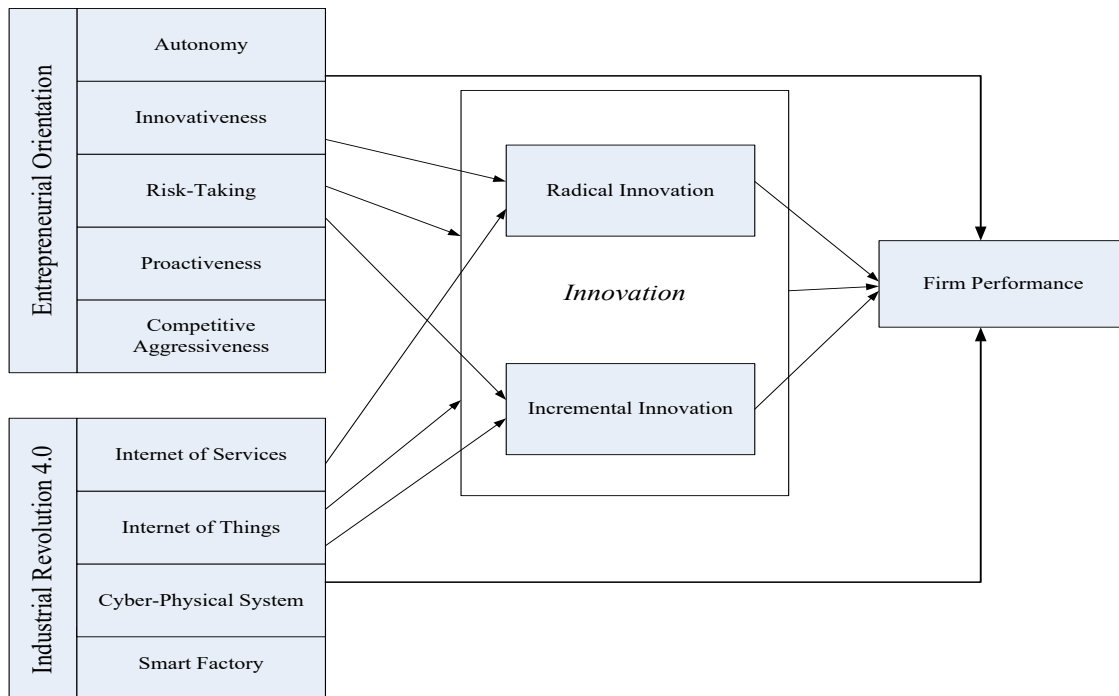 Entrepreneurial Orientation
Autonomy
Innovativeness
Risk-Taking
Proactiveness
Competitive
Aggressiveness
Industrial Revolution 4.0
Internet of Services
Internet of Things
Cyber-Physical System
Smart Factory
Radical Innovation
Innovation
Incremental Innovation
Firm Performance